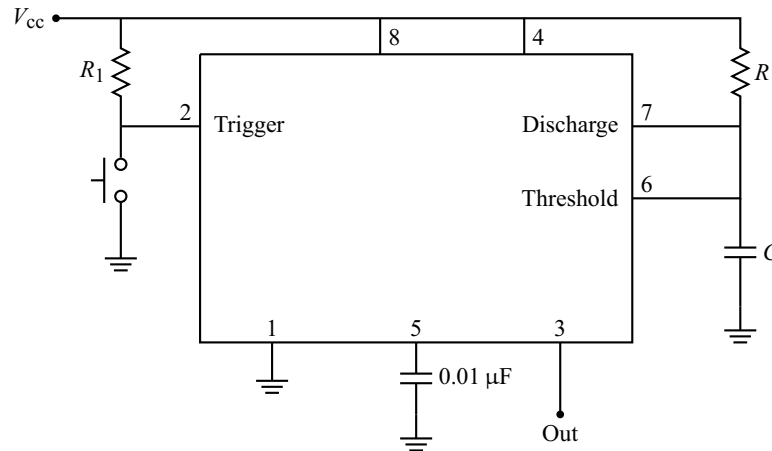 Vcc
8
4
R1
R
2
Trigger
Discharge
7
Threshold
6
C
1
5
3
0.01 μF
Out